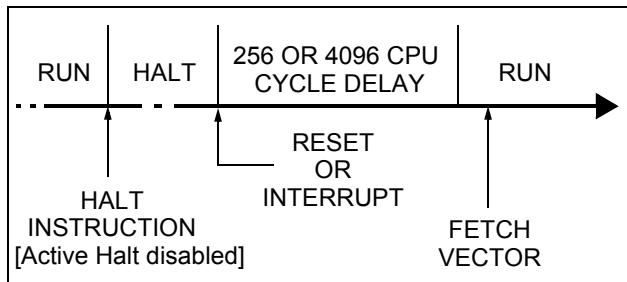 RUN
HALT
256 OR 4096 CPU
CYCLE DELAY
RUN
RESET
OR
INTERRUPT
HALT
INSTRUCTION
[Active Halt disabled]
FETCH
VECTOR